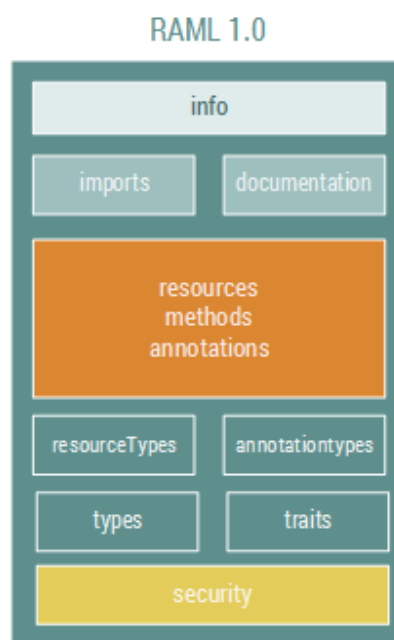 RAML 1.0
info
imports documentation
resources
methods
annotations
resourceTypes annotationtypes
types traits
security